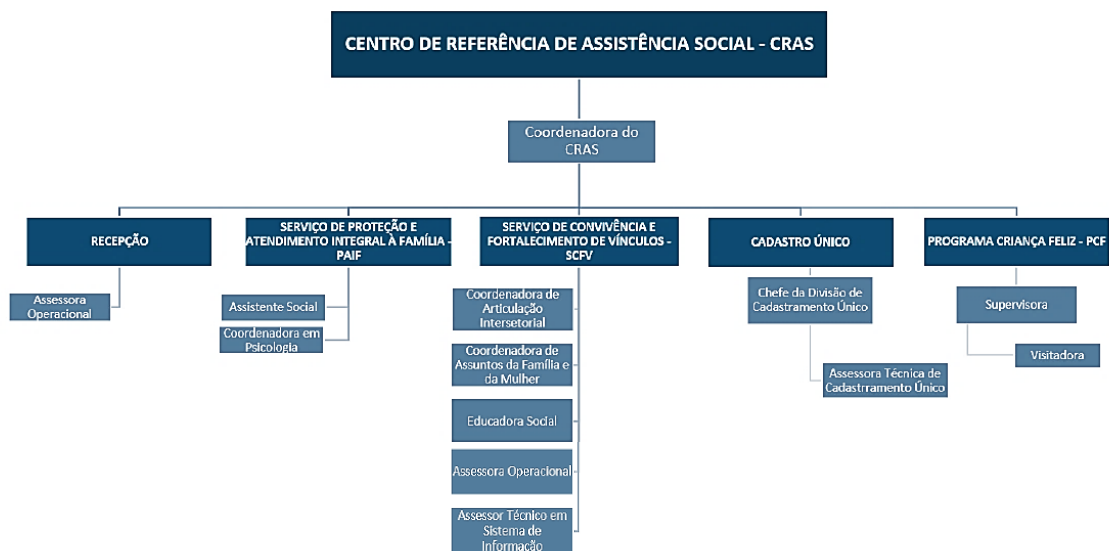 CENTRO DE REFERÊNCIA DE ASSISTÊNCIA SOCIAL - CRAS
Coordenadora do
CRAS
RECEPÇÃO
Assessora
Operacional
SERVIÇO DE PROTEÇÃO E
ATENDIMENTO INTEGRAL À FAMÍLIA -
PAIF
Assistente Social
Coordenadora em
Psicologia
SERVIÇO DE CONVIVÊNCIA E
FORTALECIMENTO DE VÍNCULOS -
SCFV
Coordenadora de
Articulação
Intersetorial
Coordenadora de
Assuntos da Família e
da Mulher
Educadora Social
Assessora Operacional
Assessor Técnico em
Sistema de
Informação
CADASTRO ÚNICO
Chefe da Divisão de
Cadastramento Único
Assessora Técnica de
Cadastrramento Único
PROGRAMA CRIANÇA FELIZ - PCF
Supervisora
Visitadora